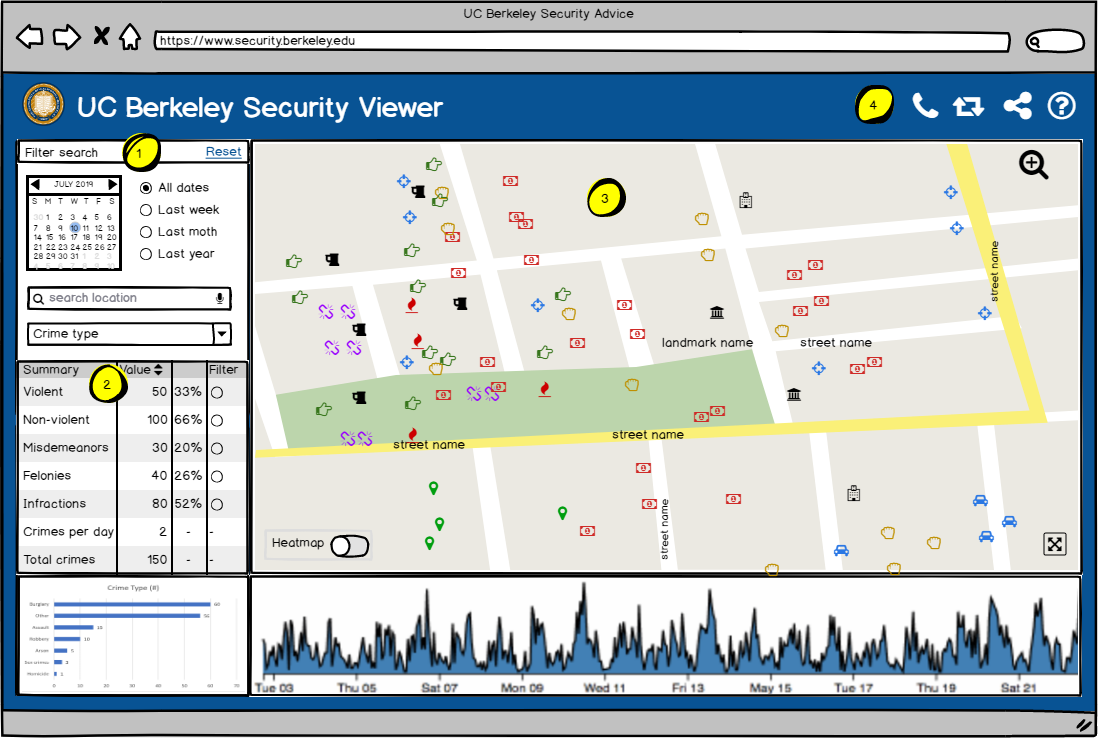 UC Berkeley Security Advice
https://www.security.berkeley.edu
UC Berkeley Security Viewer
4
Filter search
1
Reset
JULY 2019
S M T W T F S
30 1 2 3 4 5 6
7 8 9 10 11 12 13
14 15 16 17 18 19 20
21 22 23 24 25 26 27
28 29 30 31 1 2 3
4 5 6 7 8 9 10
All dates
Last week
Last moth
Last year
search location
Crime type
Summary Value Filter
2
Violent 50 33%
Non-violent 100 66%
Misdemeanors 30 20%
Felonies 40 26%
Infractions 80 52%
Crimes per day 2 - -
Total crimes 150 - -
3
street name
landmark name
street name
street name
street name
street name
Heatmap
Crime Type (#)
Burglary 60
Other 56
Assault 15
Robbery 10
Arson 5
3
Homicide 1
0 10 20 30 40 50 60 70
Tue 03 Thu 05 Sat 07 Mon 09 Wed 11 Fri 13 May 15 Tue 17 Thu 19 Sat 21